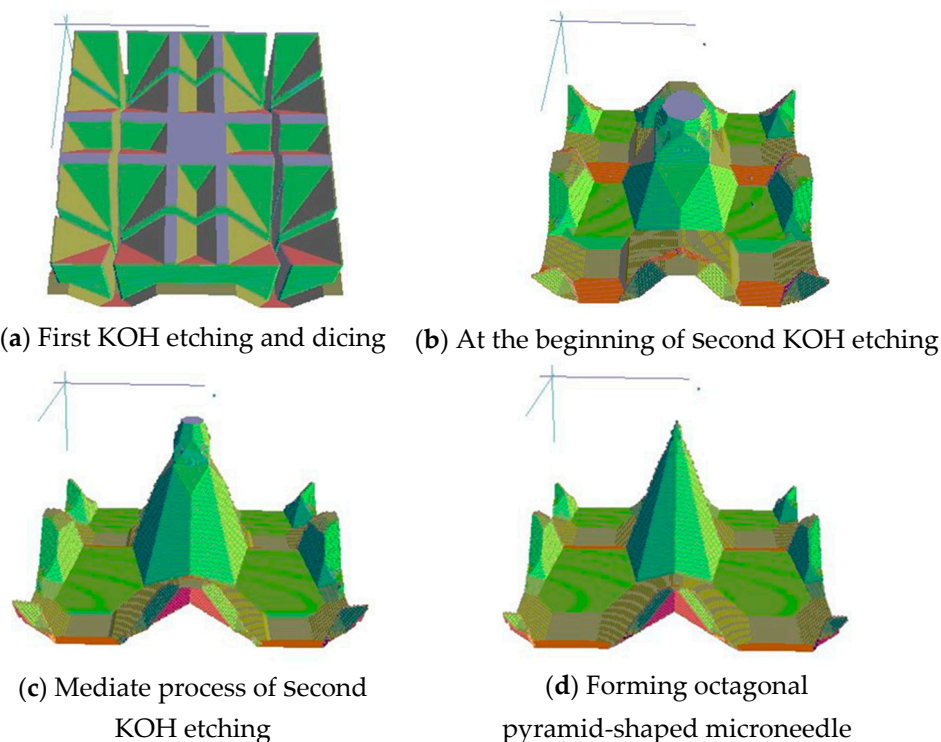 (a) First KOH etching and dicing
(b) At the beginning of second KOH etching
(c) Mediate process of second
KOH etching
(d) Forming octagonal
pyramid-shaped microneedle